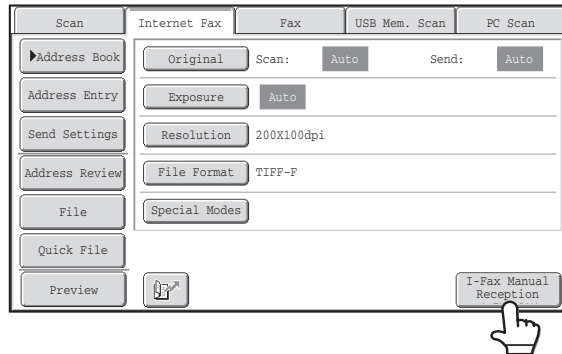 Scan
Internet Fax
Fax
USB Mem. Scan
PC Scan
Address Book
Original
Scan:
Auto
Send:
Auto
Address Entry
Exposure
Auto
Send Settings
Resolution
200X100dpi
Address Review
File Format
TIFF-F
File
Special Modes
Quick File
Preview
I-Fax Manual
Reception